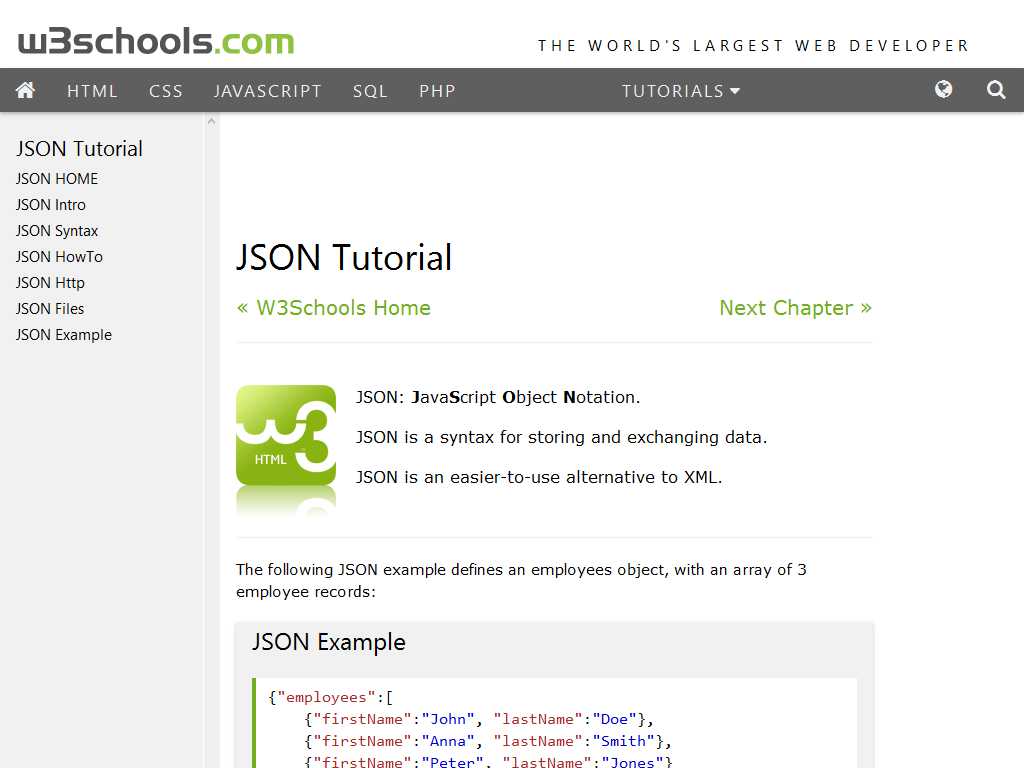 w3schools.com
THE WORLD'S LARGEST WEB DEVELOPER
HTML CSS JAVASCRIPT SQL PHP TUTORIALS
JSON Tutorial
JSON HOME
JSON Intro
JSON Syntax
JSON HowTo
JSON Http
JSON Files
JSON Example
JSON Tutorial
« W3Schools Home Next Chapter »
w3
HTML
JSON: JavaScript Object Notation.
JSON is a syntax for storing and exchanging data.
JSON is an easier-to-use alternative to XML.
The following JSON example defines an employees object, with an array of 3
employee records:
JSON Example
{"employees":[
    {"firstName":"John", "lastName":"Doe"},
    {"firstName":"Anna", "lastName":"Smith"},
    {"firstName":"Peter", "lastName":"Jones"}